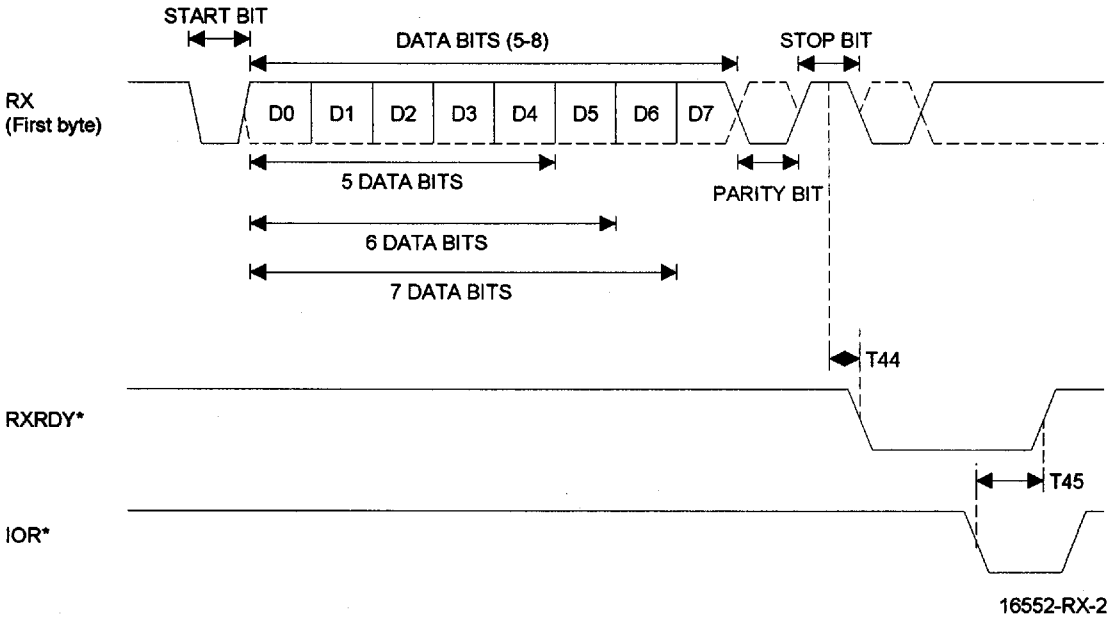 START BIT
DATA BITS (5-8)
STOP BIT
RX
(First byte)
D0 D1 D2 D3 D4 D5 D6 D7
5 DATA BITS
PARITY BIT
6 DATA BITS
7 DATA BITS
T44
RXRDY*
T45
IOR*
16552-RX-2